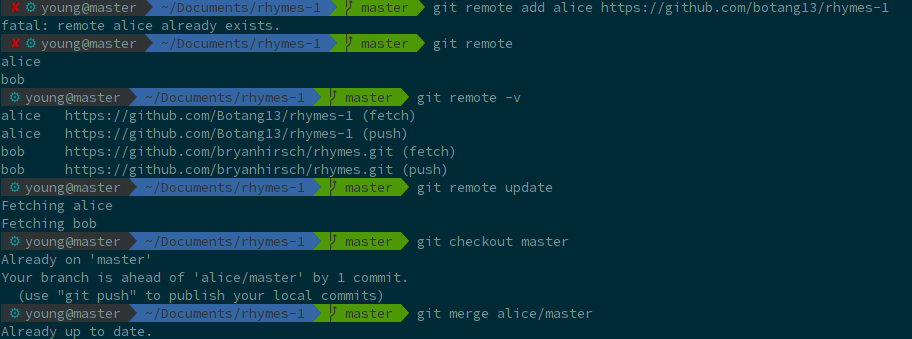 ✘ ⚙ young@master ~/Documents/rhymes-1 master git remote add alice https://github.com/botang13/rhymes-1
fatal: remote alice already exists.
✘ ⚙ young@master ~/Documents/rhymes-1 master git remote
alice
bob
⚙ young@master ~/Documents/rhymes-1 master git remote -v
alice https://github.com/Botang13/rhymes-1 (fetch)
alice https://github.com/Botang13/rhymes-1 (push)
bob https://github.com/bryanhirsch/rhymes.git (fetch)
bob https://github.com/bryanhirsch/rhymes.git (push)
⚙ young@master ~/Documents/rhymes-1 master git remote update
Fetching alice
Fetching bob
⚙ young@master ~/Documents/rhymes-1 master git checkout master
Already on 'master'
Your branch is ahead of 'alice/master' by 1 commit.
(use "git push" to publish your local commits)
⚙ young@master ~/Documents/rhymes-1 master git merge alice/master
Already up to date.